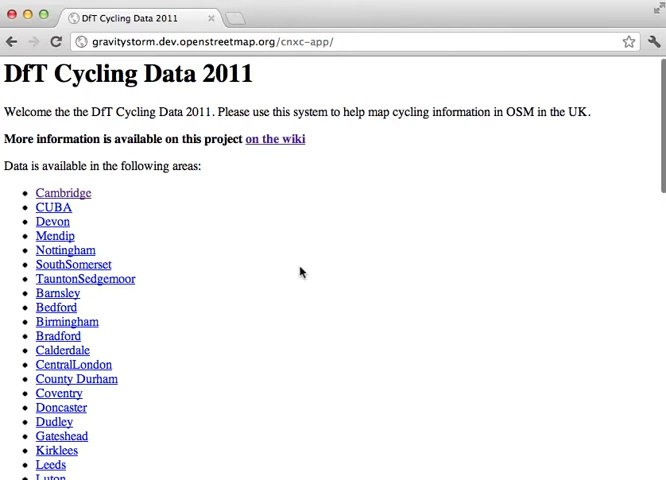 DfT Cycling Data 2011
gravitystorm.dev.openstreetmap.org/cnxc-app/
DfT Cycling Data 2011
Welcome the the DfT Cycling Data 2011. Please use this system to help map cycling information in OSM in the UK.
More information is available on this project on the wiki
Data is available in the following areas:
Cambridge
CUBA
Devon
Mendip
Nottingham
SouthSomerset
TauntonSedgemoor
Barnsley
Bedford
Birmingham
Bradford
Calderdale
CentralLondon
County Durham
Coventry
Doncaster
Dudley
Gateshead
Kirklees
Leeds
Luton